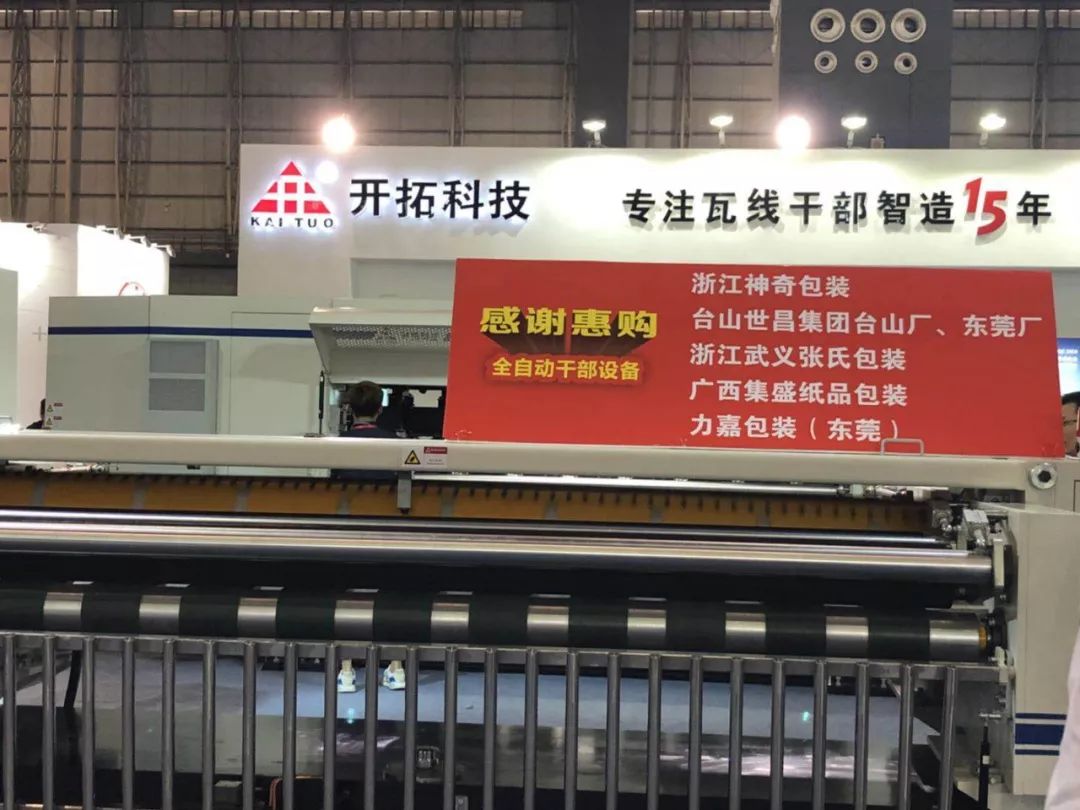 KAI TUO
开拓科技
专注瓦线干部智造15年
感谢惠购
全自动干部设备
浙江神奇包装
台山世昌集团台山厂、东莞厂
浙江武义张氏包装
广西集盛纸品包装
力嘉包装（东莞）